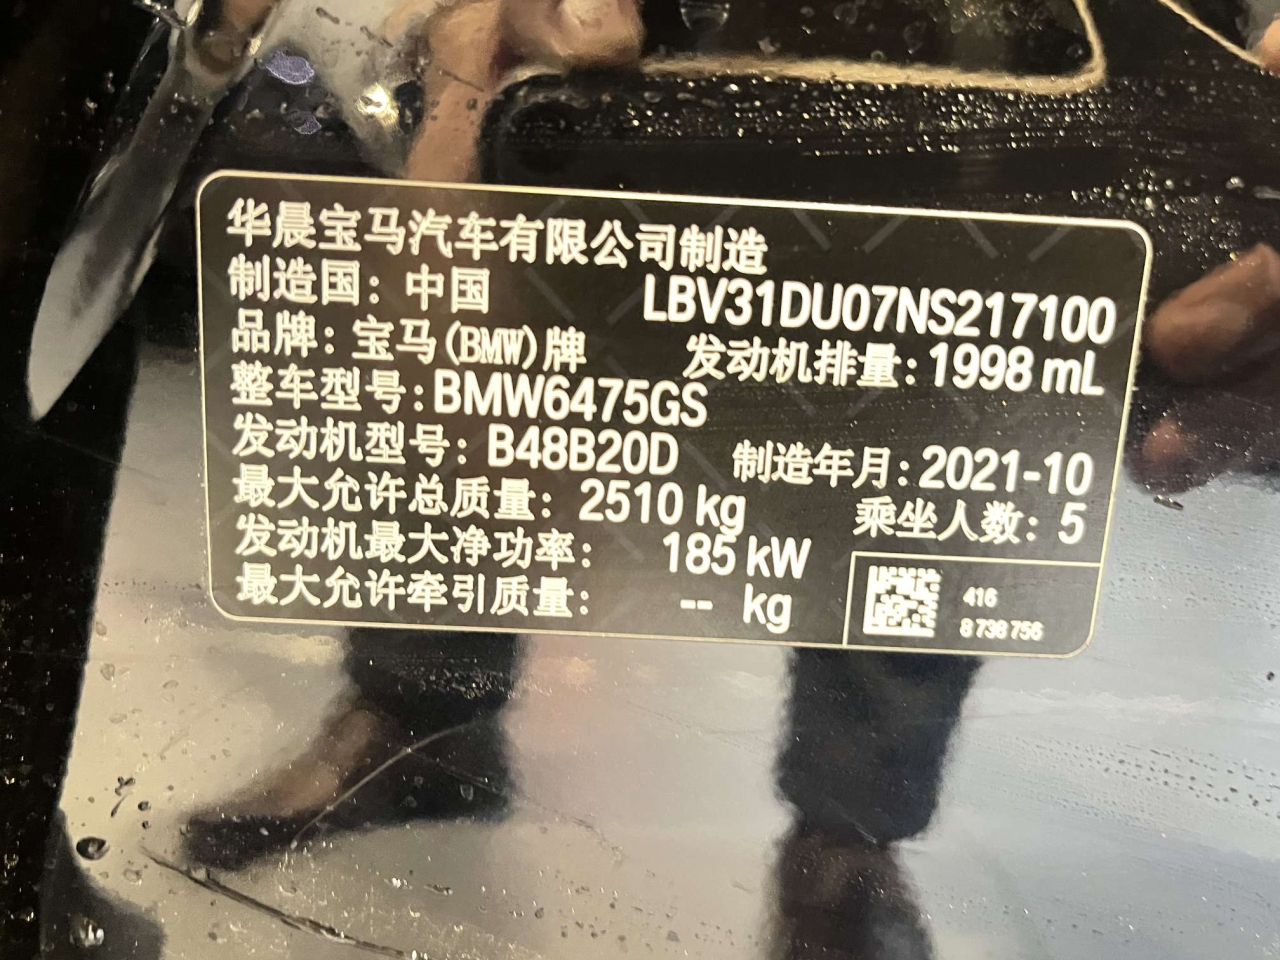 华晨宝马汽车有限公司制造
制造国：中国 LBV31DU07NS217100
品牌：宝马(BMW)牌 发动机排量：1998 mL
整车型号：BMW6475GS
发动机型号：B48B20D 制造年月：2021-10
最大允许总质量：2510 kg 乘坐人数：5
发动机最大净功率：185 kW
最大允许牵引质量：-- kg
416
8 738 756